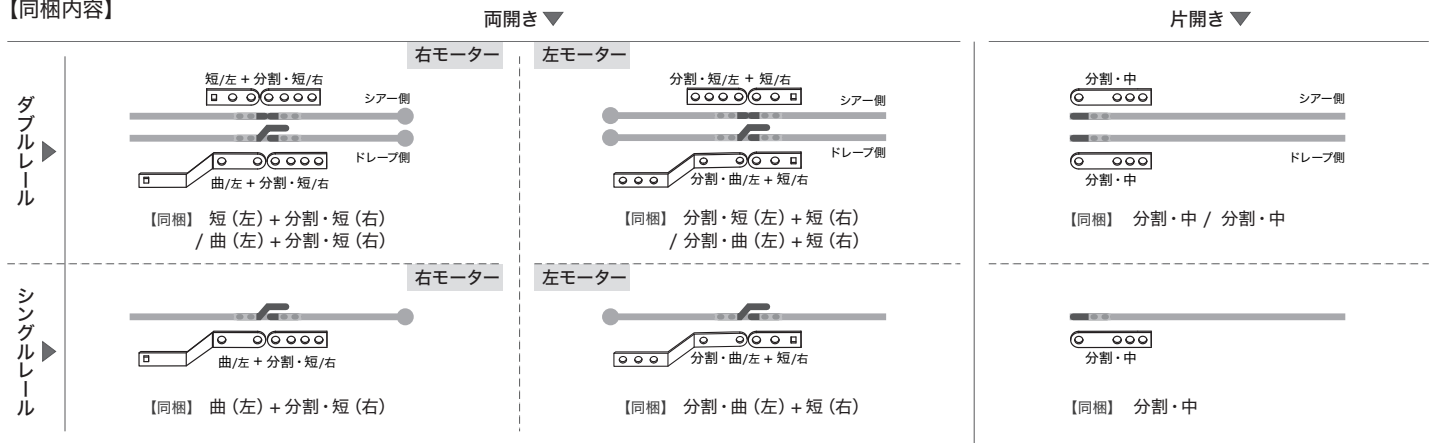 【同梱内容】
両開き▼
片開き▼
ダブルレール▶
右モーター
短/左 + 分割・短/右
シアー側
ドレープ側
曲/左 + 分割・短/右
【同梱】 短（左）+ 分割・短（右）
/ 曲（左）+ 分割・短（右）
左モーター
分割・短/左 + 短/右
シアー側
ドレープ側
分割・曲/左 + 短/右
【同梱】 分割・短（左）+ 短（右）
/ 分割・曲（左）+ 短（右）
分割・中
シアー側
ドレープ側
分割・中
【同梱】 分割・中 / 分割・中
シングルレール▶
右モーター
曲/左 + 分割・短/右
【同梱】 曲（左）+ 分割・短（右）
左モーター
分割・曲/左 + 短/右
【同梱】 分割・曲（左）+ 短（右）
分割・中
【同梱】 分割・中